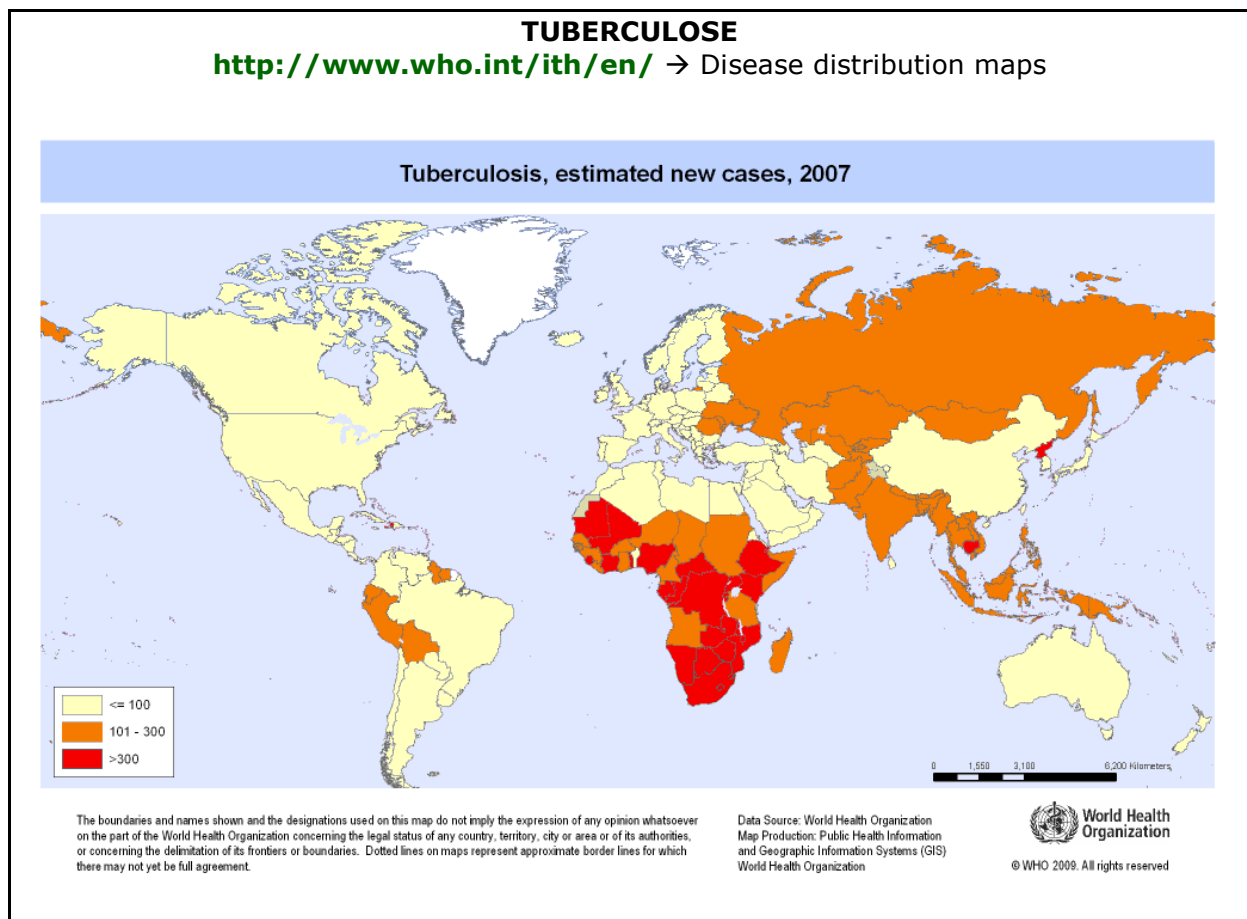 TUBERCULOSE
http://www.who.int/ith/en/ → Disease distribution maps
Tuberculosis, estimated new cases, 2007
<= 100
101 - 300
>300
0 1,550 3,100 6,200 Kilometers
The boundaries and names shown and the designations used on this map do not imply the expression of any opinion whatsoever
on the part of the World Health Organization concerning the legal status of any country, territory, city or area or of its authorities,
or concerning the delimitation of its frontiers or boundaries. Dotted lines on maps represent approximate border lines for which
there may not yet be full agreement.
Data Source: World Health Organization
Map Production: Public Health Information
and Geographic Information Systems (GIS)
World Health Organization
World Health
Organization
© WHO 2009. All rights reserved